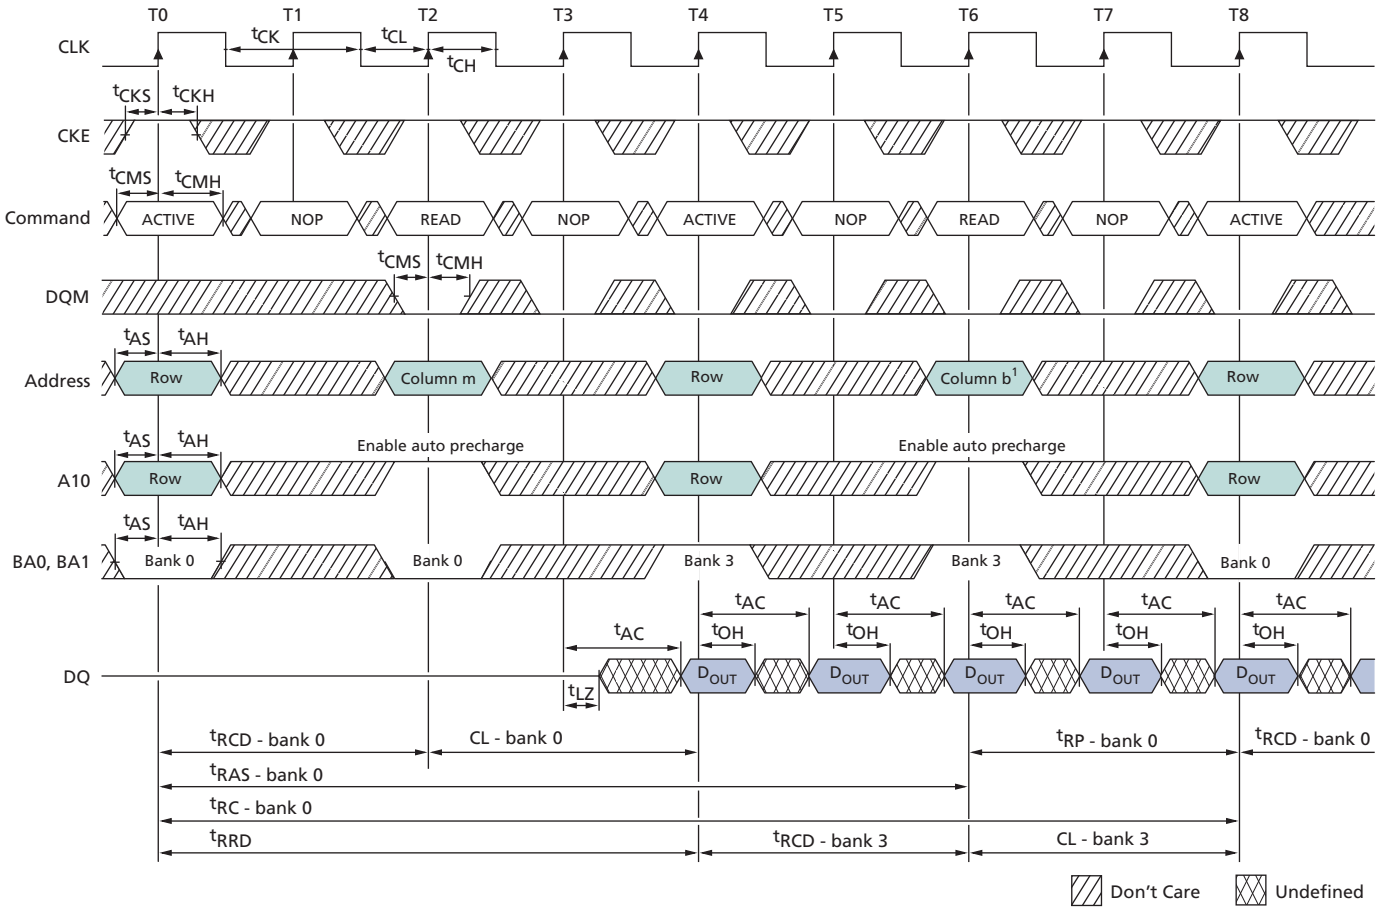 T0 T1 T2 T3 T4 T5 T6 T7 T8
CLK
tCK tCL
tCH
tCKS tCKH
CKE
tCMS tCMH
Command ACTIVE NOP READ NOP ACTIVE NOP READ NOP ACTIVE
tCMS tCMH
DQM
tAS tAH
Address Row Column m Row Column b1 Row
tAS tAH Enable auto precharge Enable auto precharge
A10 Row Row Row
tAS tAH
BA0, BA1 Bank 0 Bank 0 Bank 3 Bank 3 Bank 0
tAC tAC tAC tAC tAC
tAC tOH tOH tOH tOH tOH
DQ DOUT DOUT DOUT DOUT DOUT
tLZ
tRCD - bank 0 CL - bank 0 tRP - bank 0 tRCD - bank 0
tRAS - bank 0
tRC - bank 0
tRRD tRCD - bank 3 CL - bank 3
Don't Care Undefined